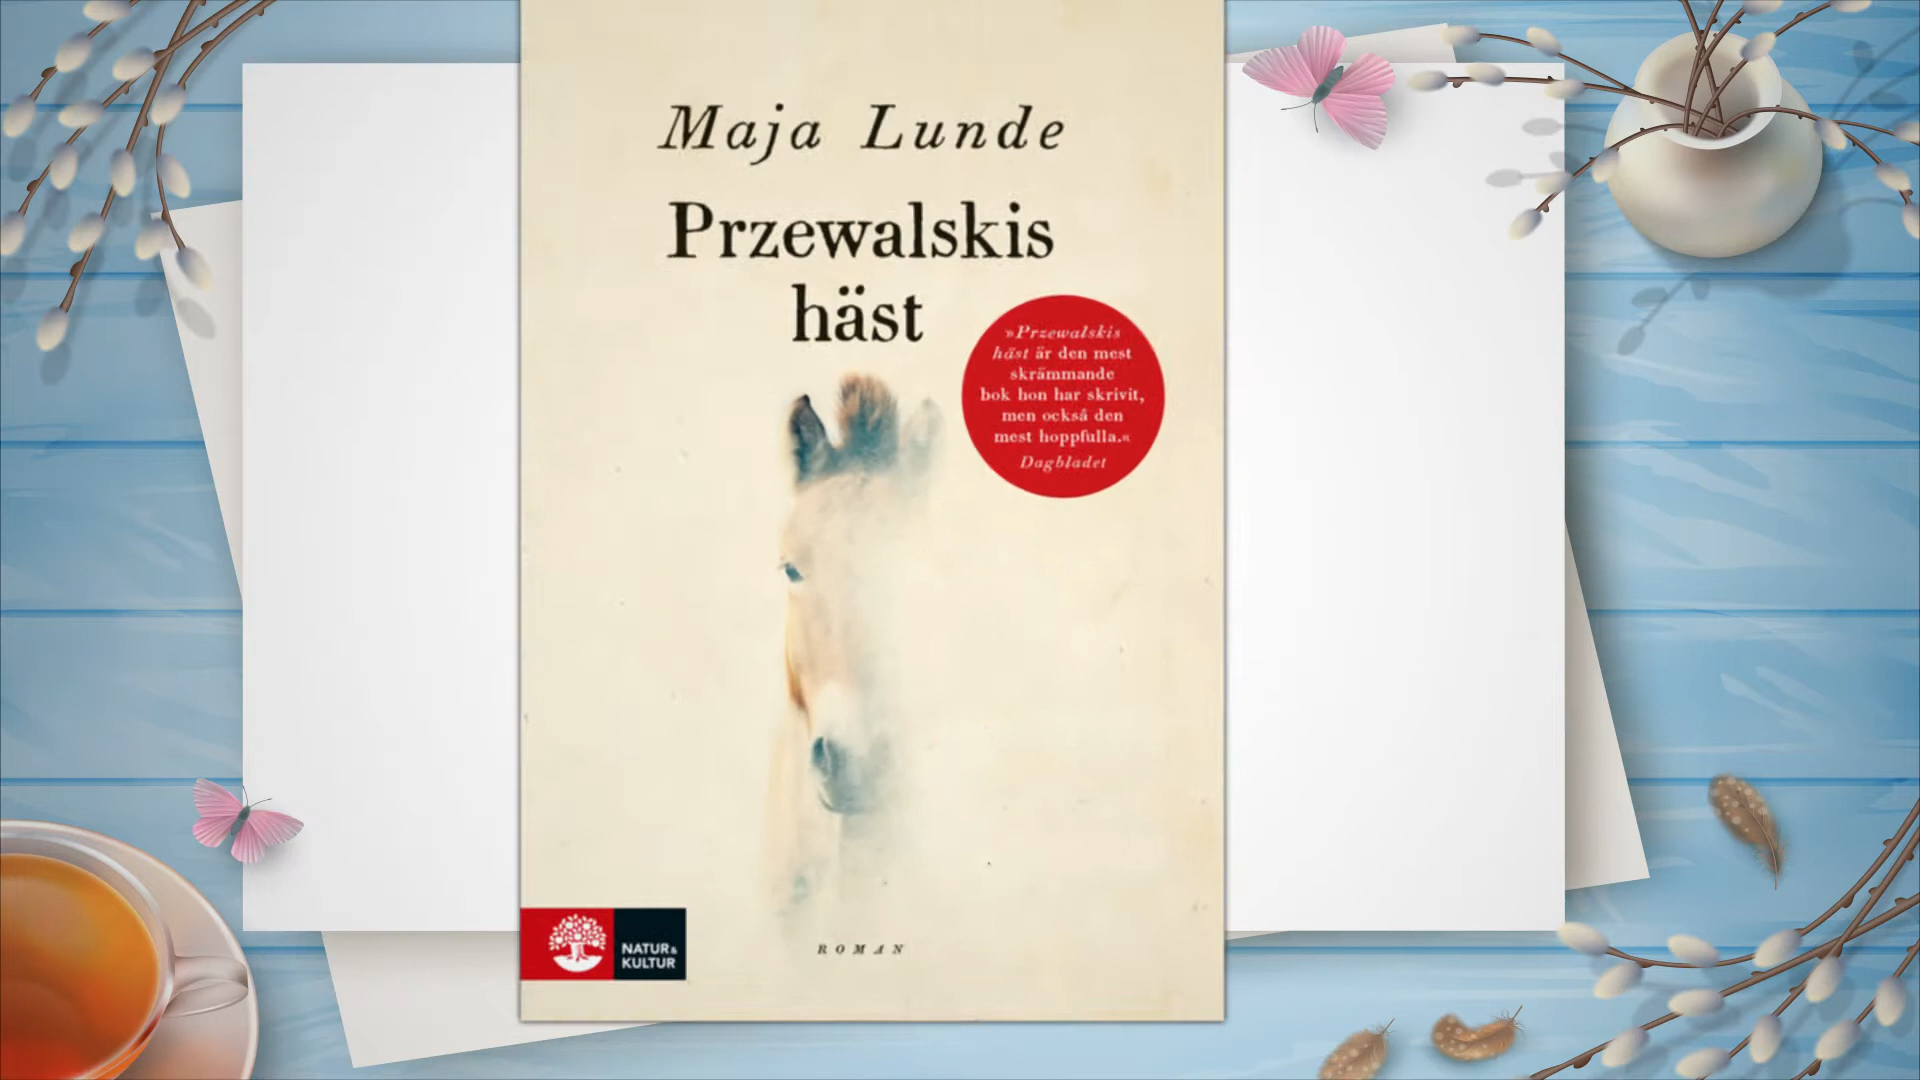 Maja Lunde
Przewalskis
häst
»Przewalskis
häst är den mest
skrämmande
bok hon har skrivit,
men också den
mest hoppfulla.«
Dagbladet
NATUR&
KULTUR
ROMAN